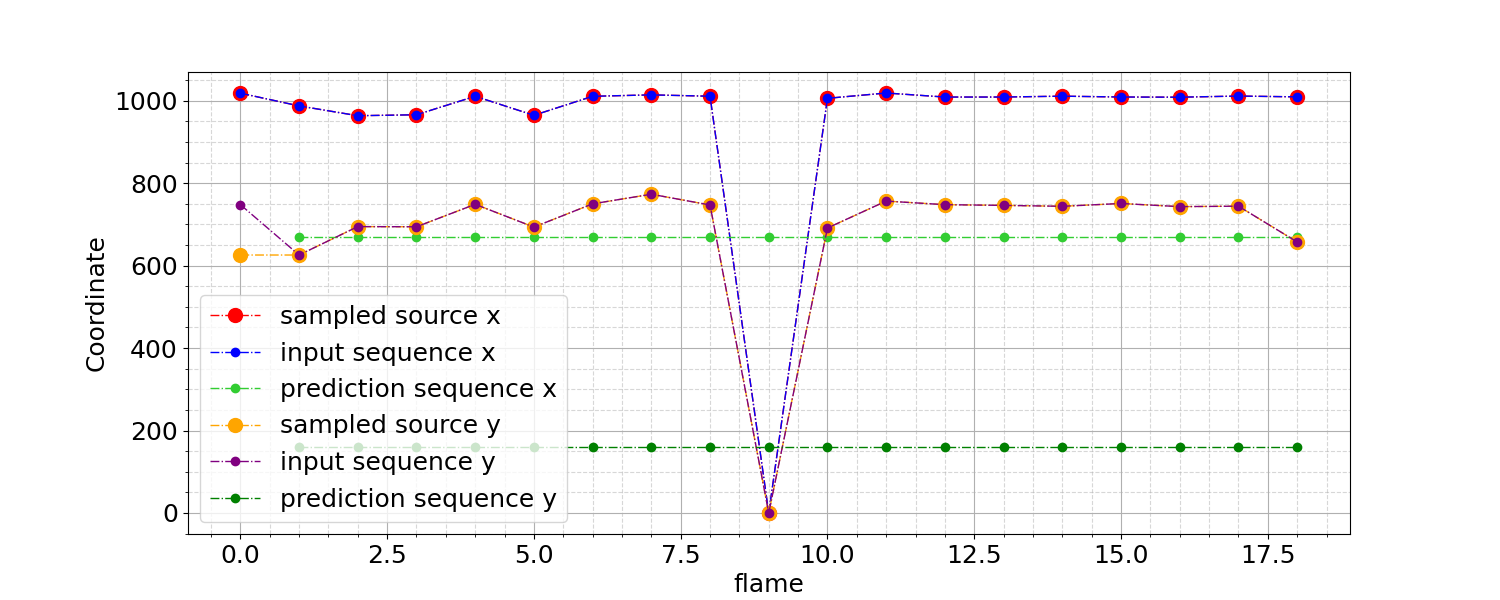 1000
800
600
400
200
0
Coordinate
sampled source x
input sequence x
prediction sequence x
sampled source y
input sequence y
prediction sequence y
0.0 2.5 5.0 7.5 10.0 12.5 15.0 17.5
flame